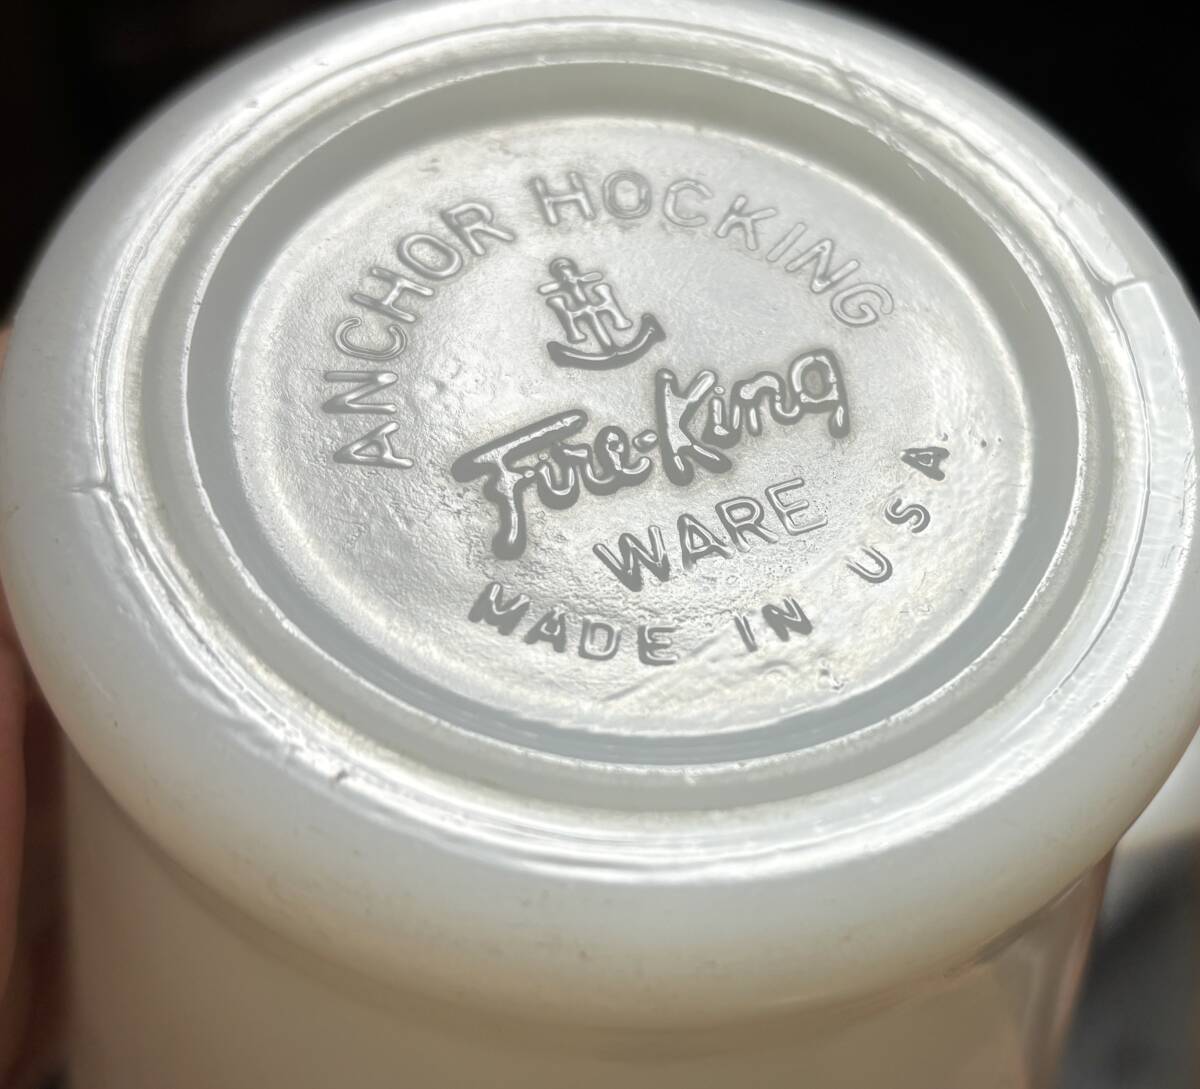 ANCHOR HOCKING
H
Fire-King
WARE
MADE IN USA